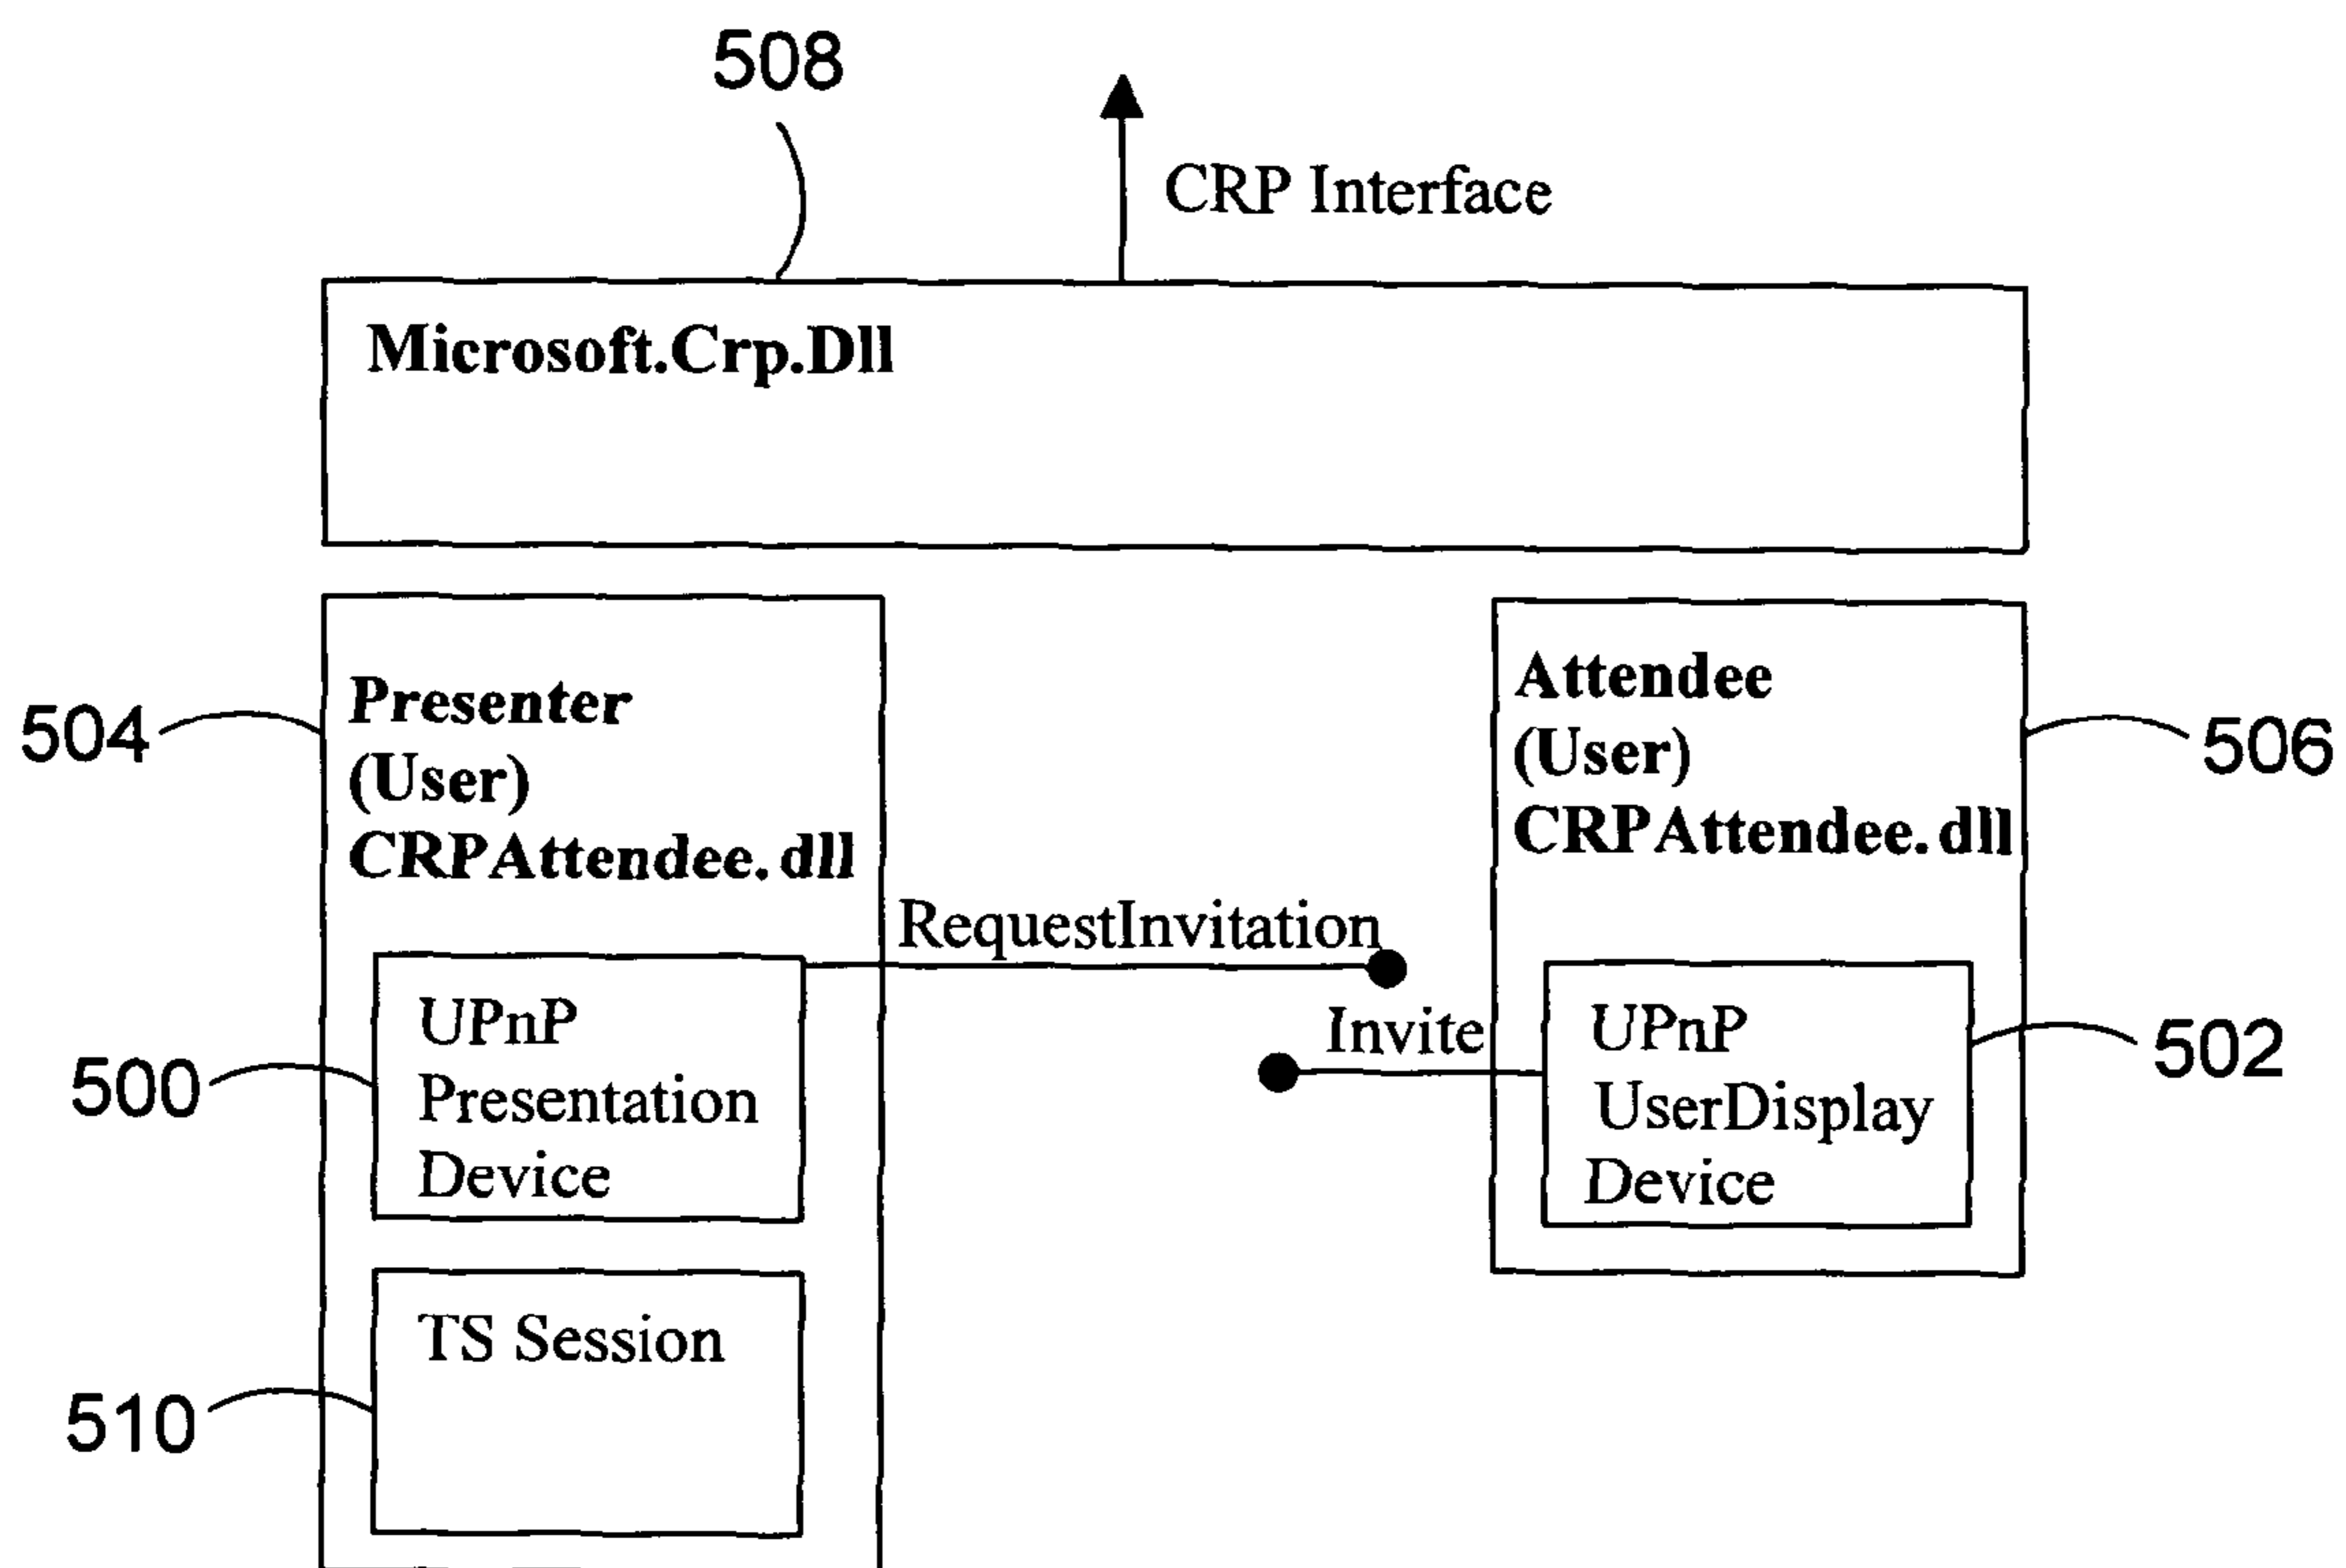 508
CRP Interface
Microsoft.Crp.Dll
504
Presenter
(User)
CRPAttendee.dll
Attendee
(User)
CRPAttendee.dll
506
RequestInvitation
Invite
500
UPnP
Presentation
Device
UPnP
UserDisplay
Device
502
TS Session
510